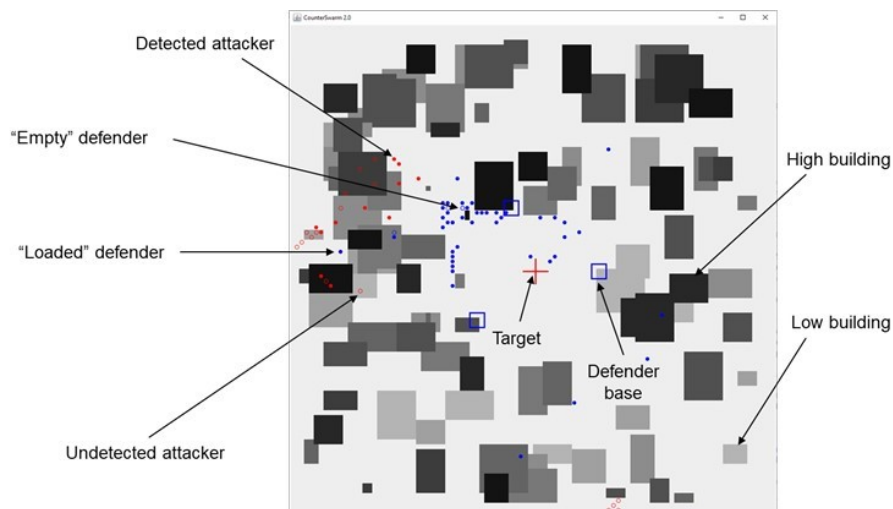 CounterSwarm 2.0
Detected attacker
“Empty” defender
High building
“Loaded” defender
Low building
Target
Defender
base
Undetected attacker